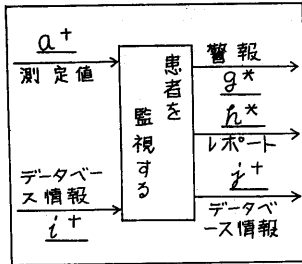 a+
測定値
データベー
ス情報
i+
患者を
監視する
警報
g*
h*
レポート
j+
データベ
ース情報